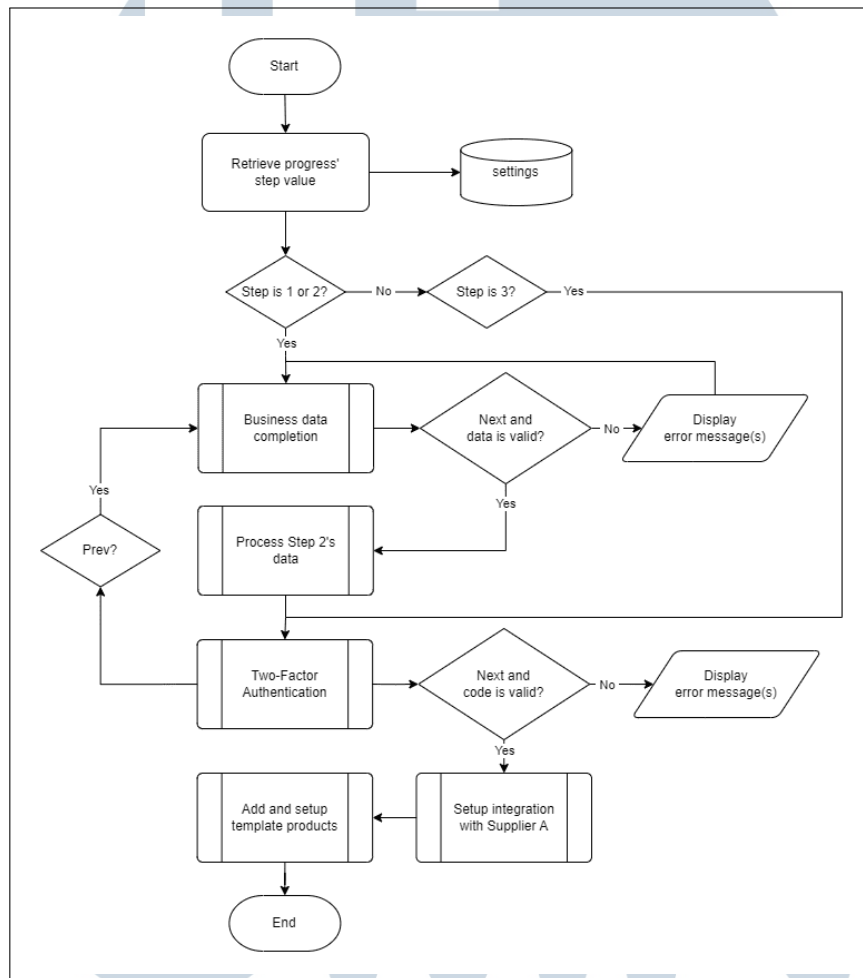 Start
Retrieve progress'
step value
settings
Step is 1 or 2?
No
Step is 3?
Yes
Yes
Business data
completion
Next and
data is valid?
No
Display
error message(s)
Yes
Yes
Prev?
Process Step 2's
data
Two-Factor
Authentication
Next and
code is valid?
No
Display
error message(s)
Yes
Add and setup
template products
Setup integration
with Supplier A
End